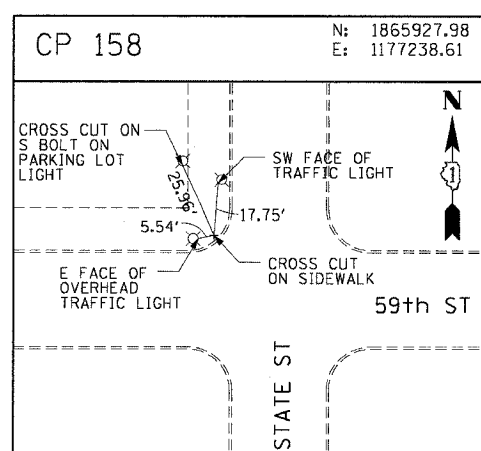 CP 158
N: 1865927.98
E: 1177238.61
N
CROSS CUT ON
S BOLT ON
PARKING LOT
LIGHT
SW FACE OF
TRAFFIC LIGHT
1
25.96'
17.75'
5.54'
E FACE OF
OVERHEAD
TRAFFIC LIGHT
CROSS CUT
ON SIDEWALK
59th ST
STATE ST